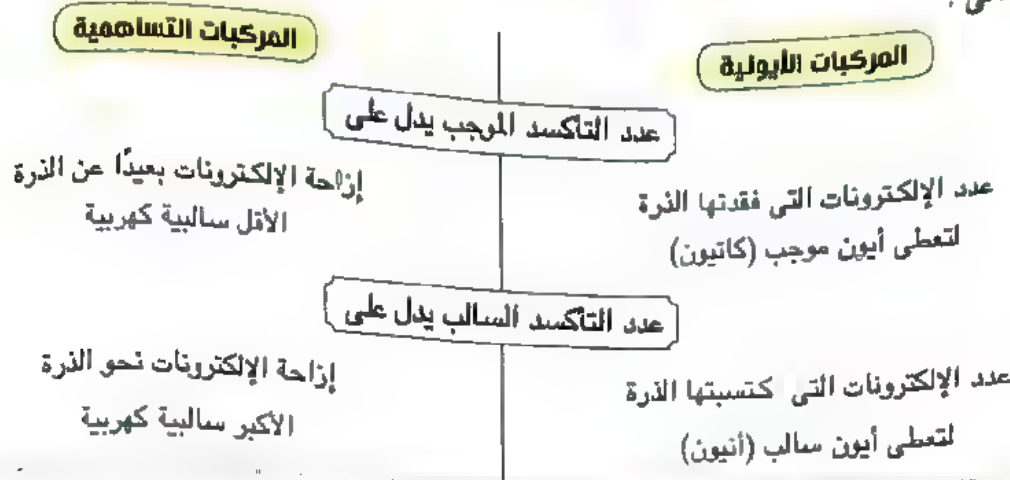 المركبات الأيونية
المركبات التساهمية
عدد التأكسد الموجب يدل على
عدد الإلكترونات التى فقدتها الذرة
لتعطى أيون موجب (كاتيون)
إزاحة الإلكترونات بعيدًا عن الذرة
الأقل سالبية كهربية
عدد التأكسد السالب يدل على
عدد الإلكترونات التى كتسبتها الذرة
لتعطى أيون سالب (أنيون)
إزاحة الإلكترونات نحو الذرة
الأكبر سالبية كهربية